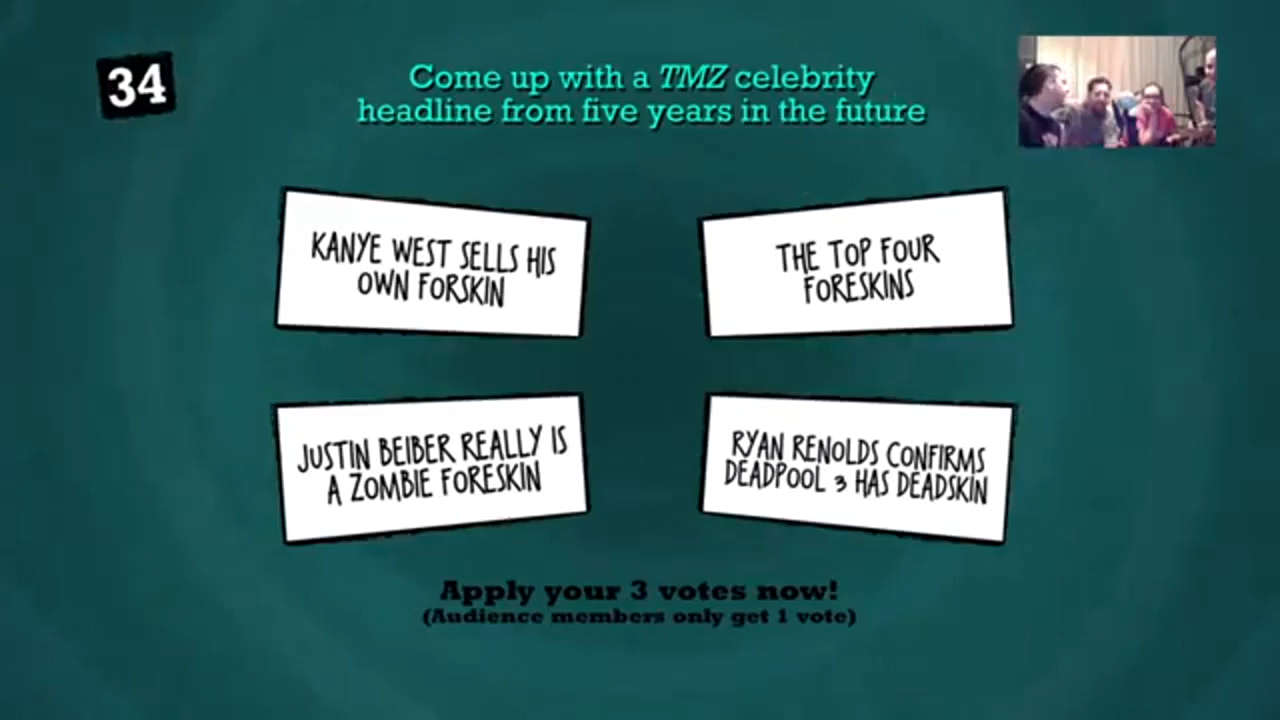 34
Come up with a TMZ celebrity
headline from five years in the future
KANYE WEST SELLS HIS
OWN FORSKIN
THE TOP FOUR
FORESKINS
JUSTIN BEIBER REALLY IS
A ZOMBIE FORESKIN
RYAN RENOLDS CONFIRMS
DEADPOOL 3 HAS DEADSKIN
Apply your 3 votes now!
(Audience members only get 1 vote)